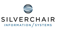 SILVERCHAIR
INFORMATION SYSTEMS